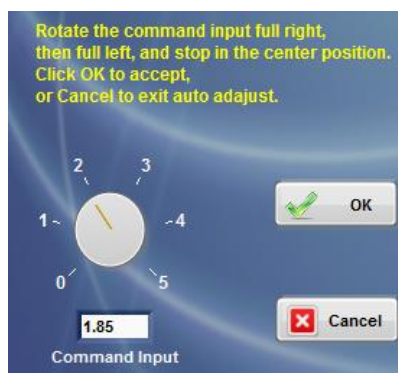 Rotate the command input full right,
then full left, and stop in the center position.
Click OK to accept,
or Cancel to exit auto adajust.
2 3
1 4
0 5
OK
1.85
Cancel
Command Input